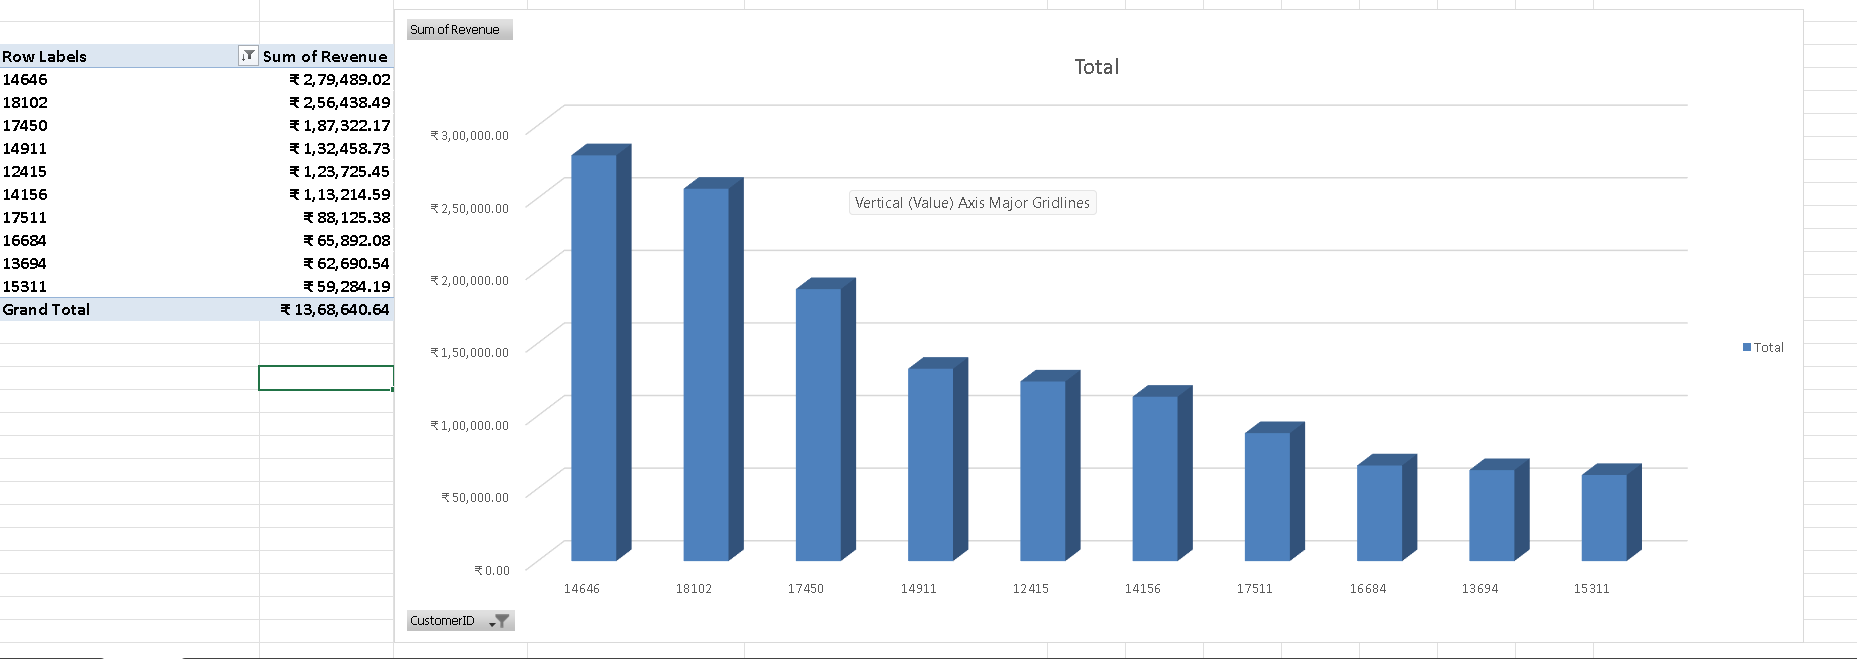 Row Labels Sum of Revenue
14646 ₹ 2,79,489.02
18102 ₹ 2,56,438.49
17450 ₹ 1,87,322.17
14911 ₹ 1,32,458.73
12415 ₹ 1,23,725.45
14156 ₹ 1,13,214.59
17511 ₹ 88,125.38
16684 ₹ 65,892.08
13694 ₹ 62,690.54
15311 ₹ 59,284.19
Grand Total ₹ 13,68,640.64
Sum of Revenue
Total
₹ 3,00,000.00
₹ 2,50,000.00
₹ 2,00,000.00
₹ 1,50,000.00
₹ 1,00,000.00
₹ 50,000.00
₹ 0.00
Vertical (Value) Axis Major Gridlines
Total
14646 18102 17450 14911 12415 14156 17511 16684 13694 15311
CustomerID